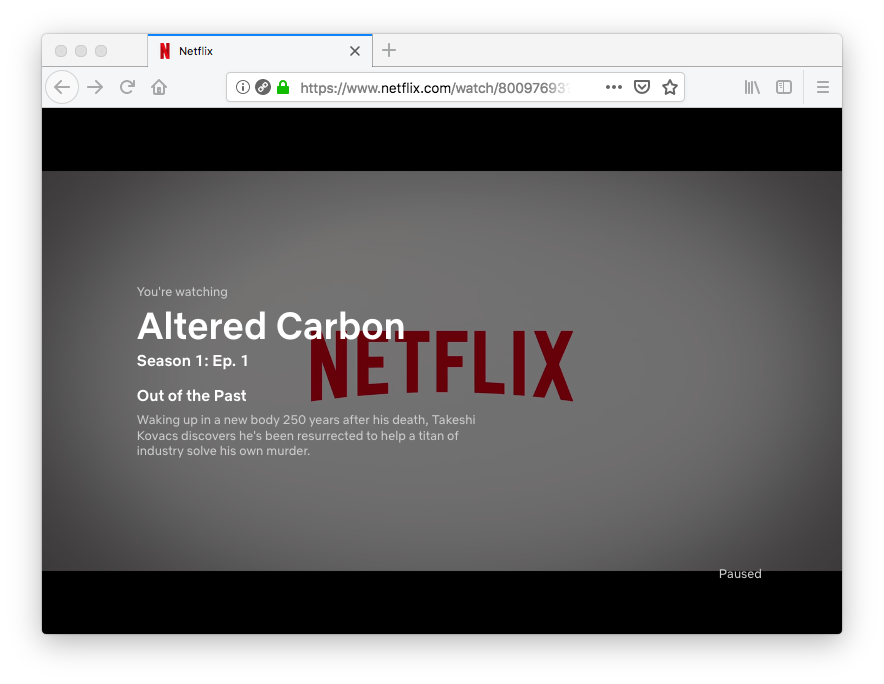 Netflix
https://www.netflix.com/watch/80097693
You're watching
Altered Carbon
NETFLIX
Season 1: Ep. 1
Out of the Past
Waking up in a new body 250 years after his death, Takeshi
Kovacs discovers he's been resurrected to help a titan of
industry solve his own murder.
Paused